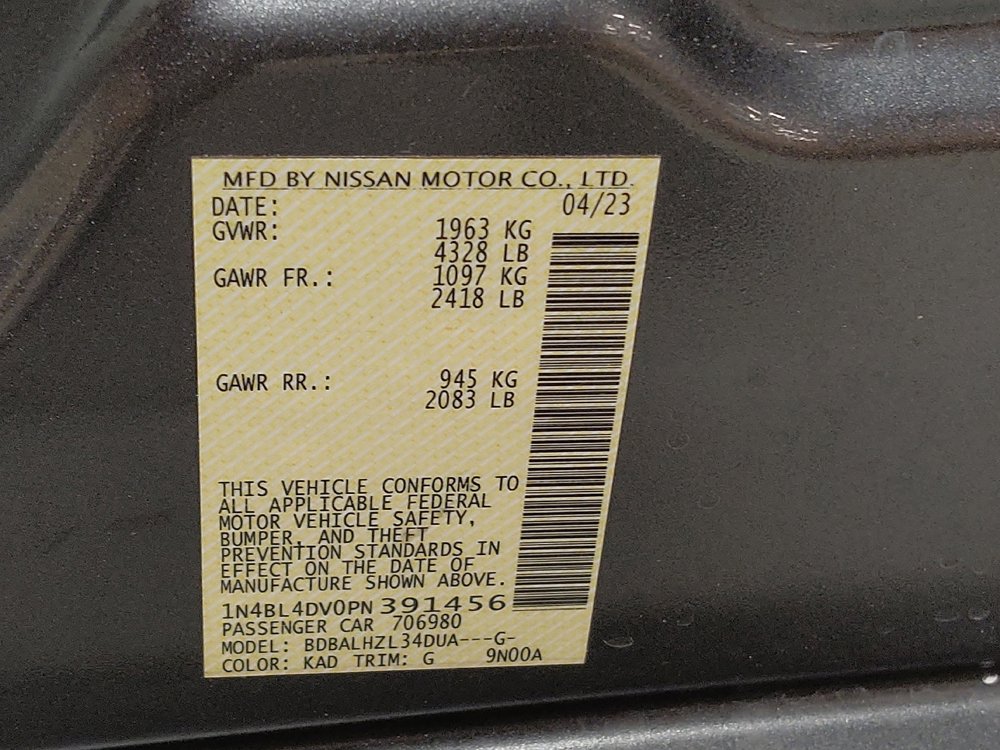 MFD BY NISSAN MOTOR CO., LTD.
DATE: 04/23
GVWR: 1963 KG
4328 LB
GAWR FR.: 1097 KG
2418 LB
GAWR RR.: 945 KG
2083 LB
THIS VEHICLE CONFORMS TO
ALL APPLICABLE FEDERAL
MOTOR VEHICLE SAFETY,
BUMPER, AND THEFT
PREVENTION STANDARDS IN
EFFECT ON THE DATE OF
MANUFACTURE SHOWN ABOVE.
1N4BL4DV0PN 391456
PASSENGER CAR 706980
MODEL: BDBALHZL34DUA---G-
COLOR: KAD TRIM: G 9N00A